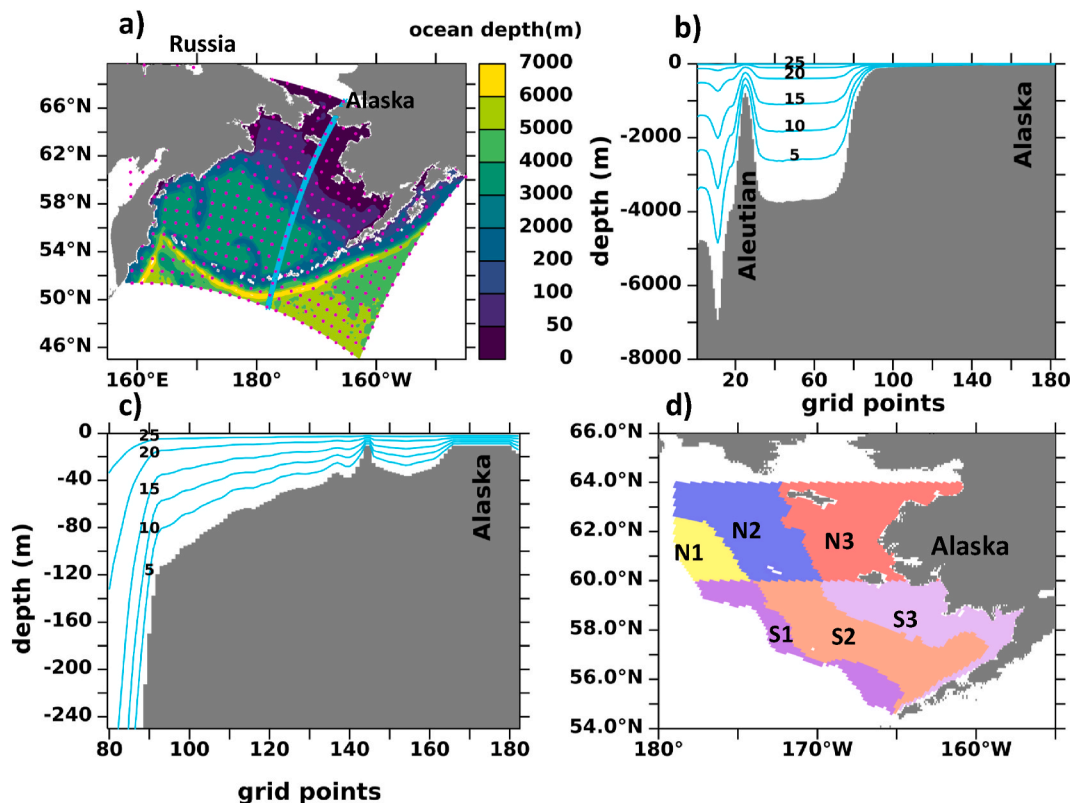 a)
Russia
ocean depth(m)
Alaska
66°N
62°N
58°N
54°N
50°N
46°N
160°E
180°
160°W
7000
6000
5000
4000
3000
2000
1000
100
50
0
b)
depth (m)
0
-2000
-4000
-6000
-8000
25
20
15
10
5
Aleutian
Alaska
20
60
100
140
180
grid points
c)
depth (m)
0
-40
-80
-120
-160
-200
-240
25
20
15
10
5
Alaska
80
100
120
140
160
180
grid points
d)
66.0°N
64.0°N
62.0°N
60.0°N
58.0°N
56.0°N
54.0°N
N1
N2
N3
Alaska
S1
S2
S3
180°
170°W
160°W